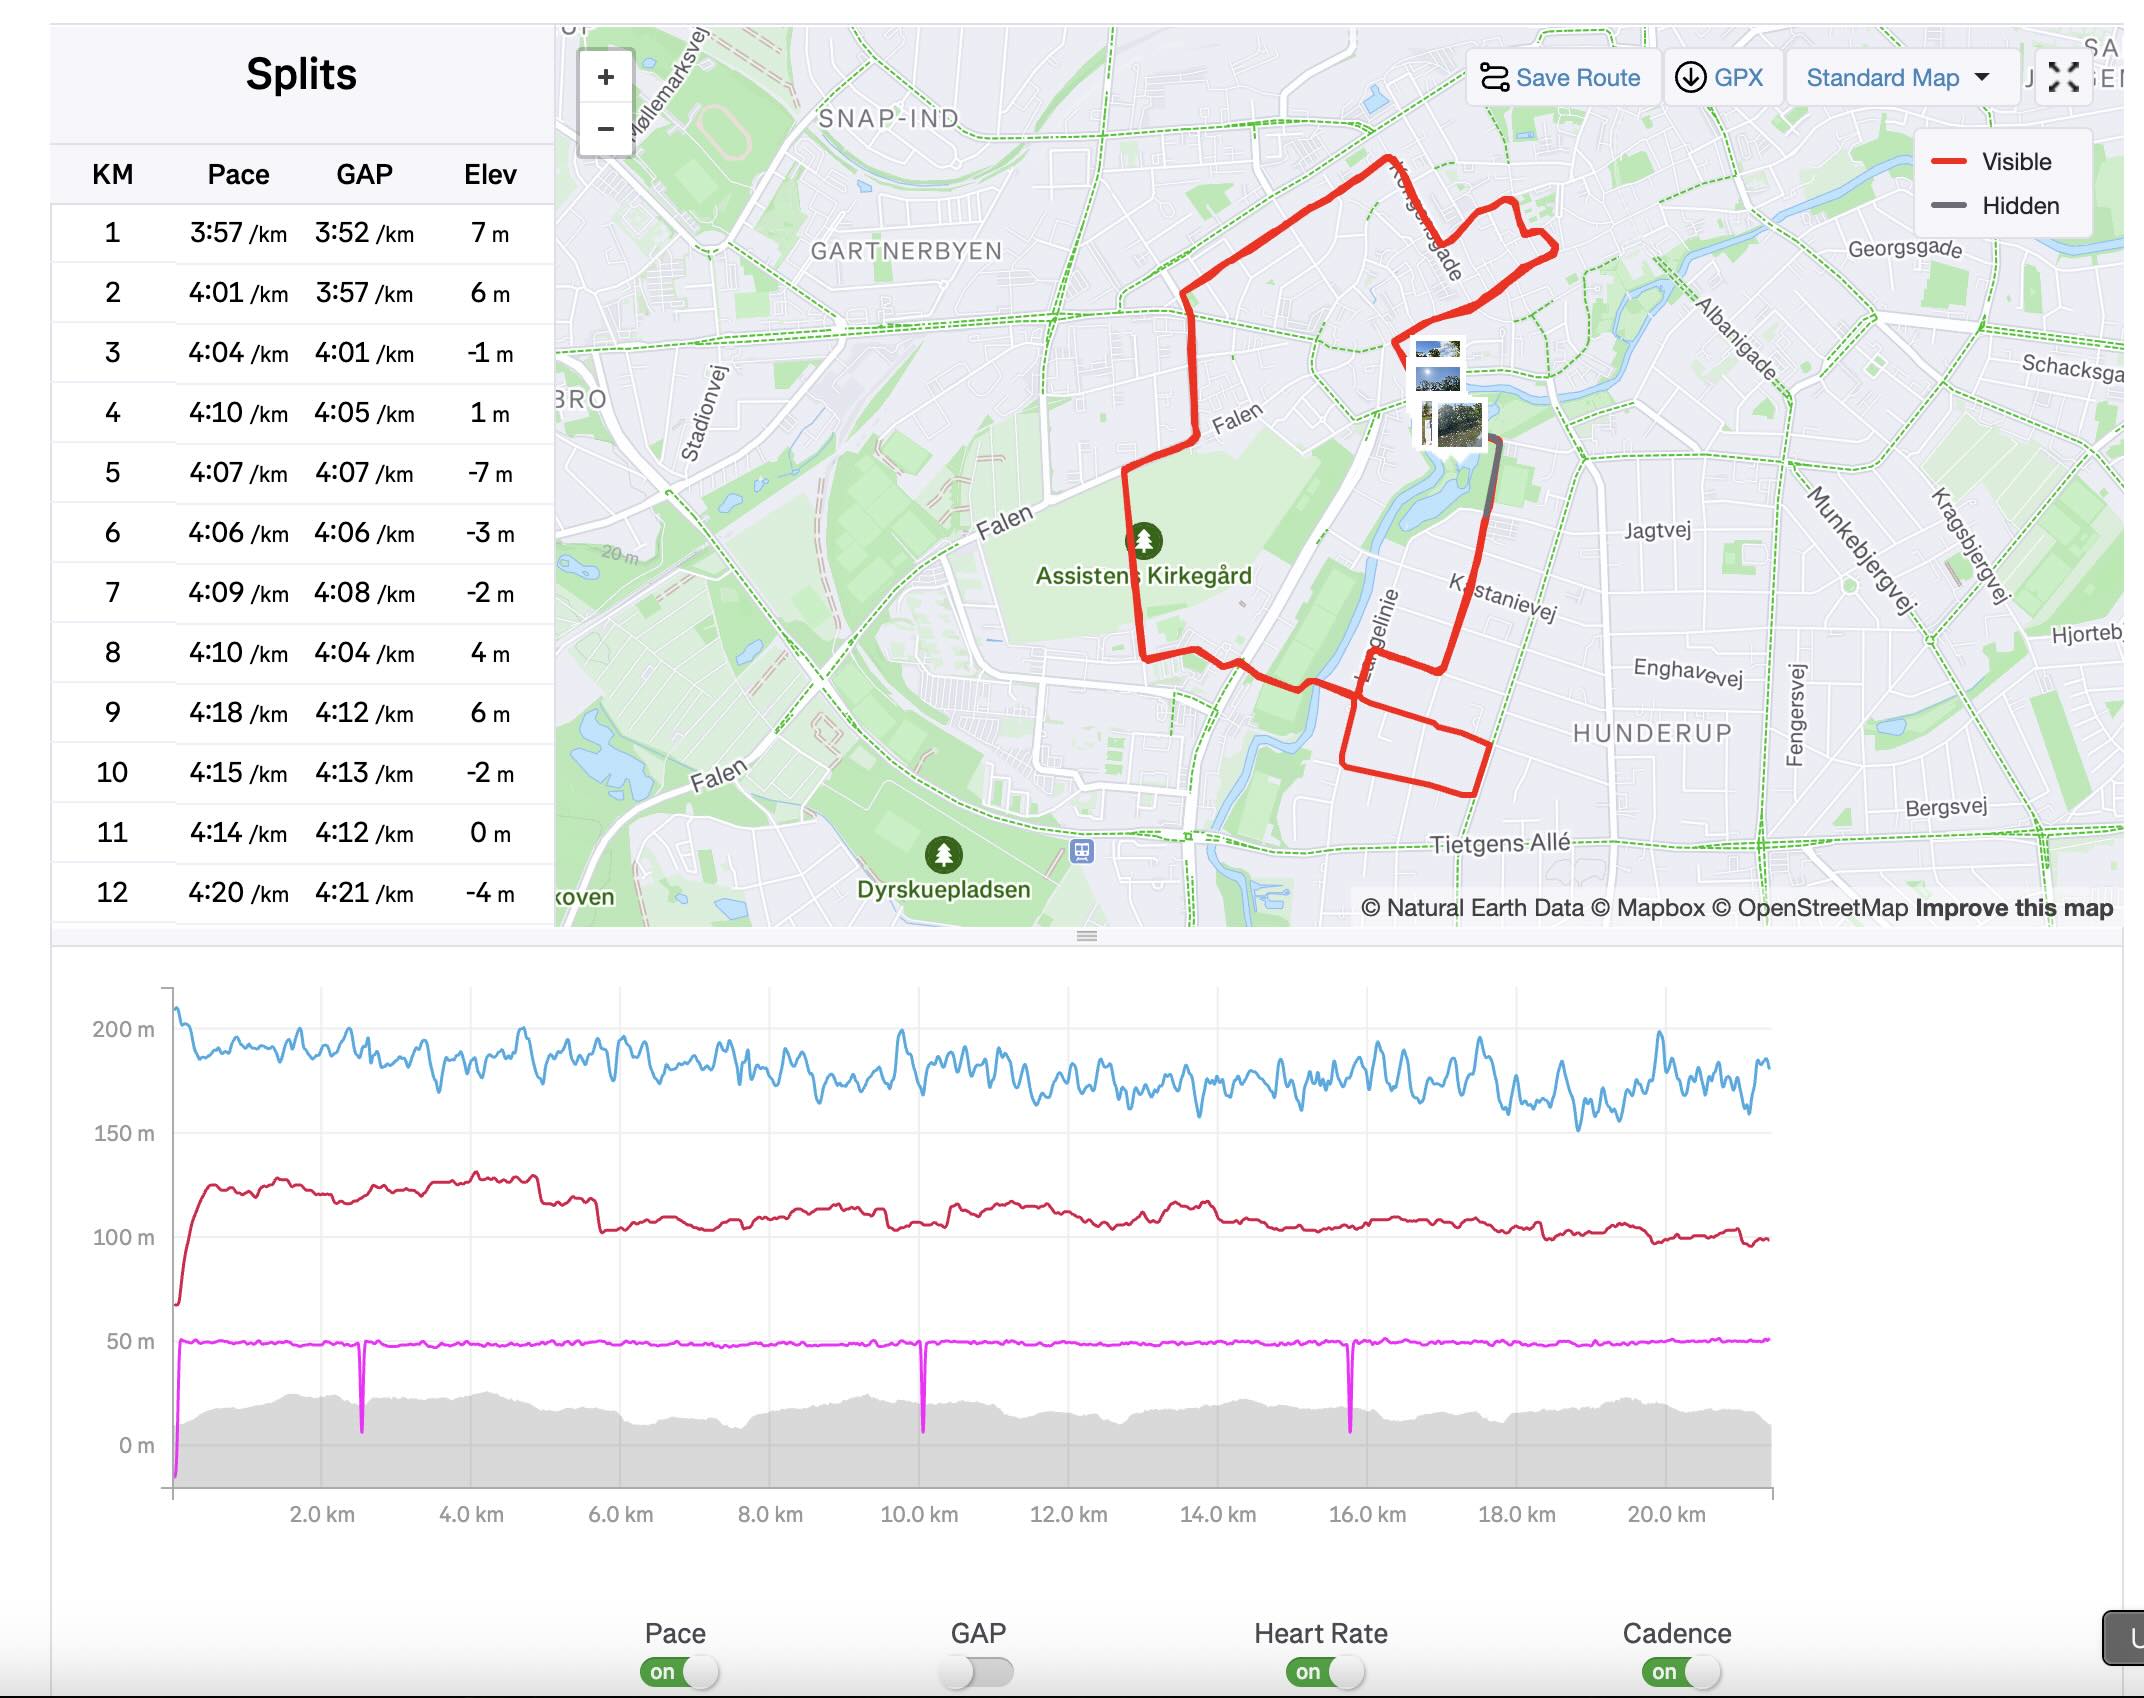 Splits
KM Pace GAP Elev
1 3:57 /km 3:52 /km 7 m
2 4:01 /km 3:57 /km 6 m
3 4:04 /km 4:01 /km -1 m
4 4:10 /km 4:05 /km 1 m
5 4:07 /km 4:07 /km -7 m
6 4:06 /km 4:06 /km -3 m
7 4:09 /km 4:08 /km -2 m
8 4:10 /km 4:04 /km 4 m
9 4:18 /km 4:12 /km 6 m
10 4:15 /km 4:13 /km -2 m
11 4:14 /km 4:12 /km 0 m
12 4:20 /km 4:21 /km -4 m
+
−
Save Route
GPX
Standard Map
Visible
Hidden
Møllemarksvej
SNAP-IND
GARTNERBYEN
Kongensgade
Georgsgade
Albanigade
Schacksga
BRO
Stadionvej
Falen
Falen
20 m
Assistens Kirkegård
Jagtvej
Munkebjergvej
Kragsbjergvej
Kastanievej
Langelinie
Hjorteb
Enghavevej
Fengersvej
HUNDERUP
Falen
Bergsvej
Tietgens Allé
Dyrskuepladsen
koven
© Natural Earth Data © Mapbox © OpenStreetMap Improve this map
200 m
150 m
100 m
50 m
0 m
2.0 km 4.0 km 6.0 km 8.0 km 10.0 km 12.0 km 14.0 km 16.0 km 18.0 km 20.0 km
Pace GAP Heart Rate Cadence
on on on